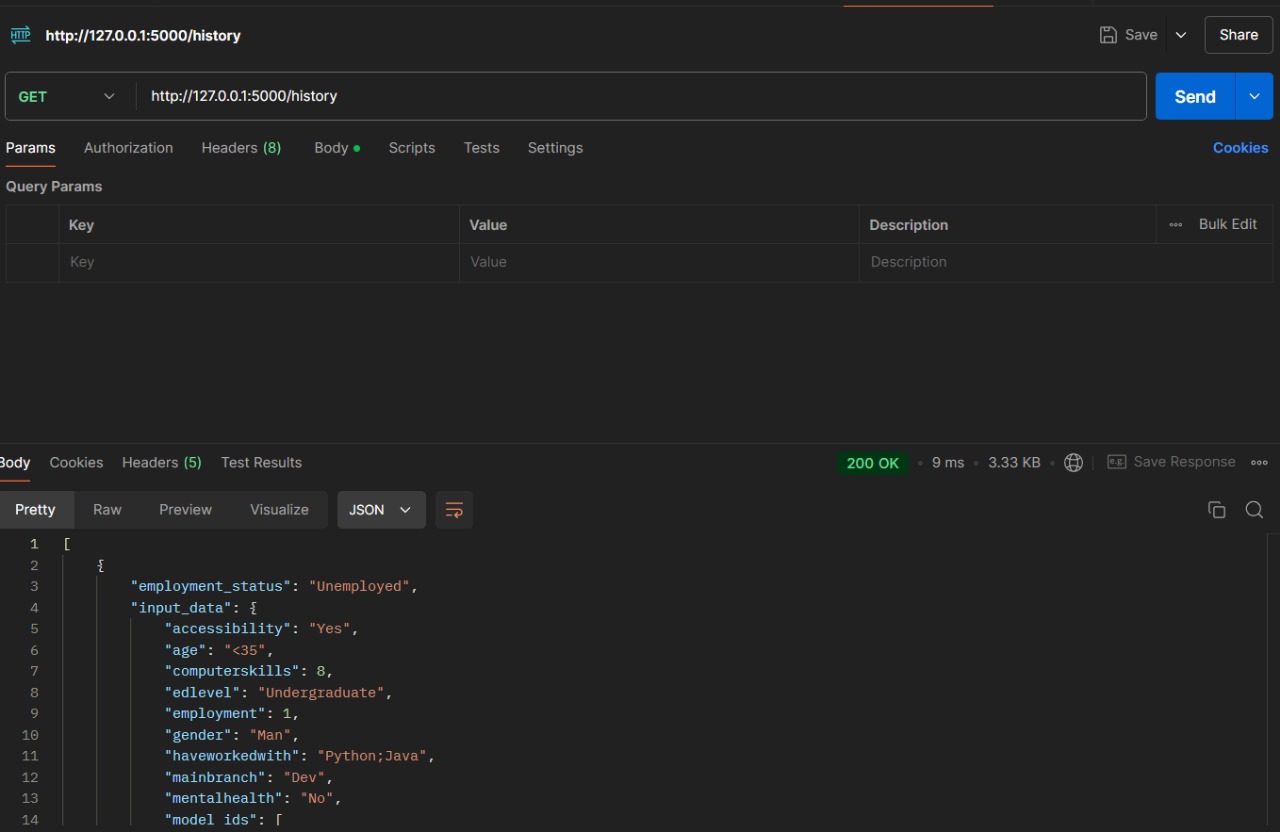 HTTP http://127.0.0.1:5000/history Save Share
GET http://127.0.0.1:5000/history Send
Params Authorization Headers (8) Body Scripts Tests Settings Cookies
Query Params
Key Value Description Bulk Edit
Key Value Description
Body Cookies Headers (5) Test Results 200 OK 9 ms 3.33 KB e.g. Save Response
Pretty Raw Preview Visualize JSON
1 [
2 {
3 "employment_status": "Unemployed",
4 "input_data": {
5 "accessibility": "Yes",
6 "age": "<35",
7 "computerskills": 8,
8 "edlevel": "Undergraduate",
9 "employment": 1,
10 "gender": "Man",
11 "haveworkedwith": "Python;Java",
12 "mainbranch": "Dev",
13 "mentalhealth": "No",
14 "model_ids": [